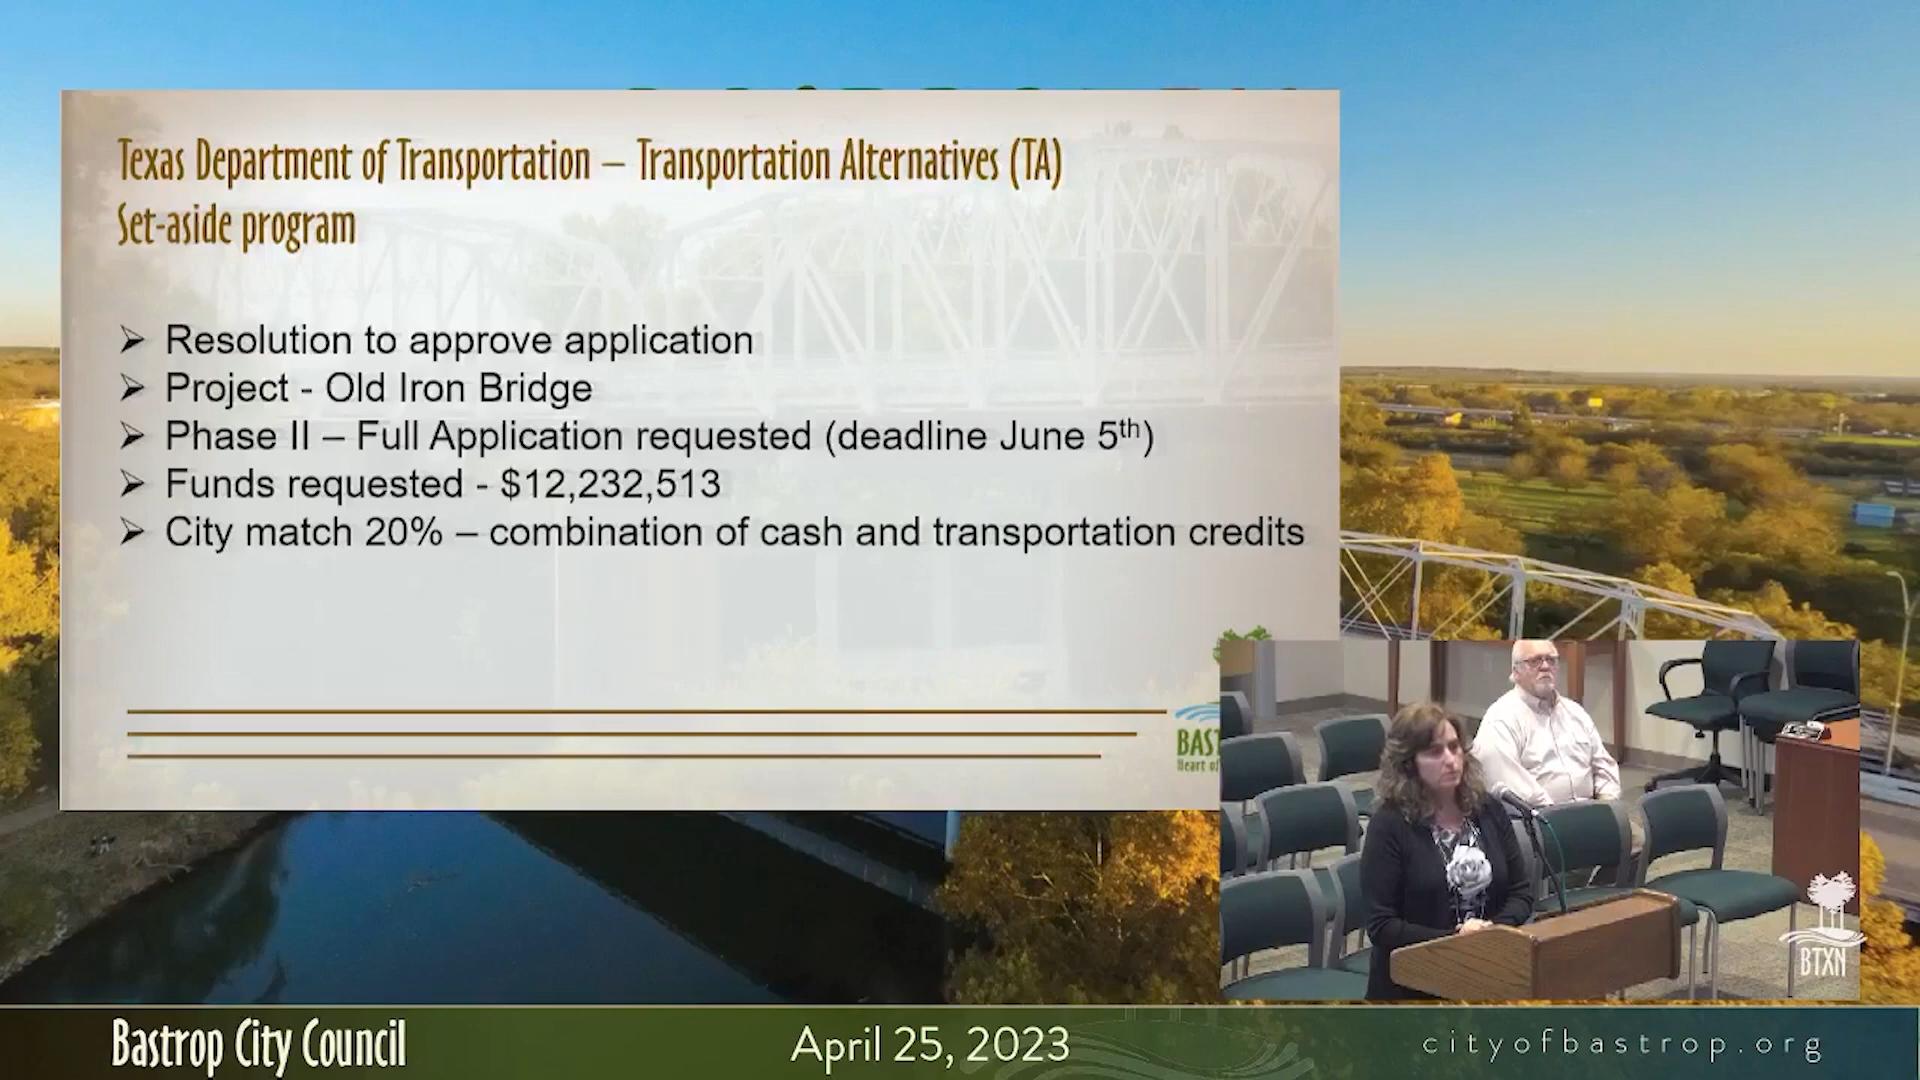 Texas Department of Transportation – Transportation Alternatives (TA)
Set-aside program
➢ Resolution to approve application
➢ Project - Old Iron Bridge
➢ Phase II – Full Application requested (deadline June 5th)
➢ Funds requested - $12,232,513
➢ City match 20% – combination of cash and transportation credits
BTXN
Bastrop City Council
April 25, 2023
cityofbastrop.org